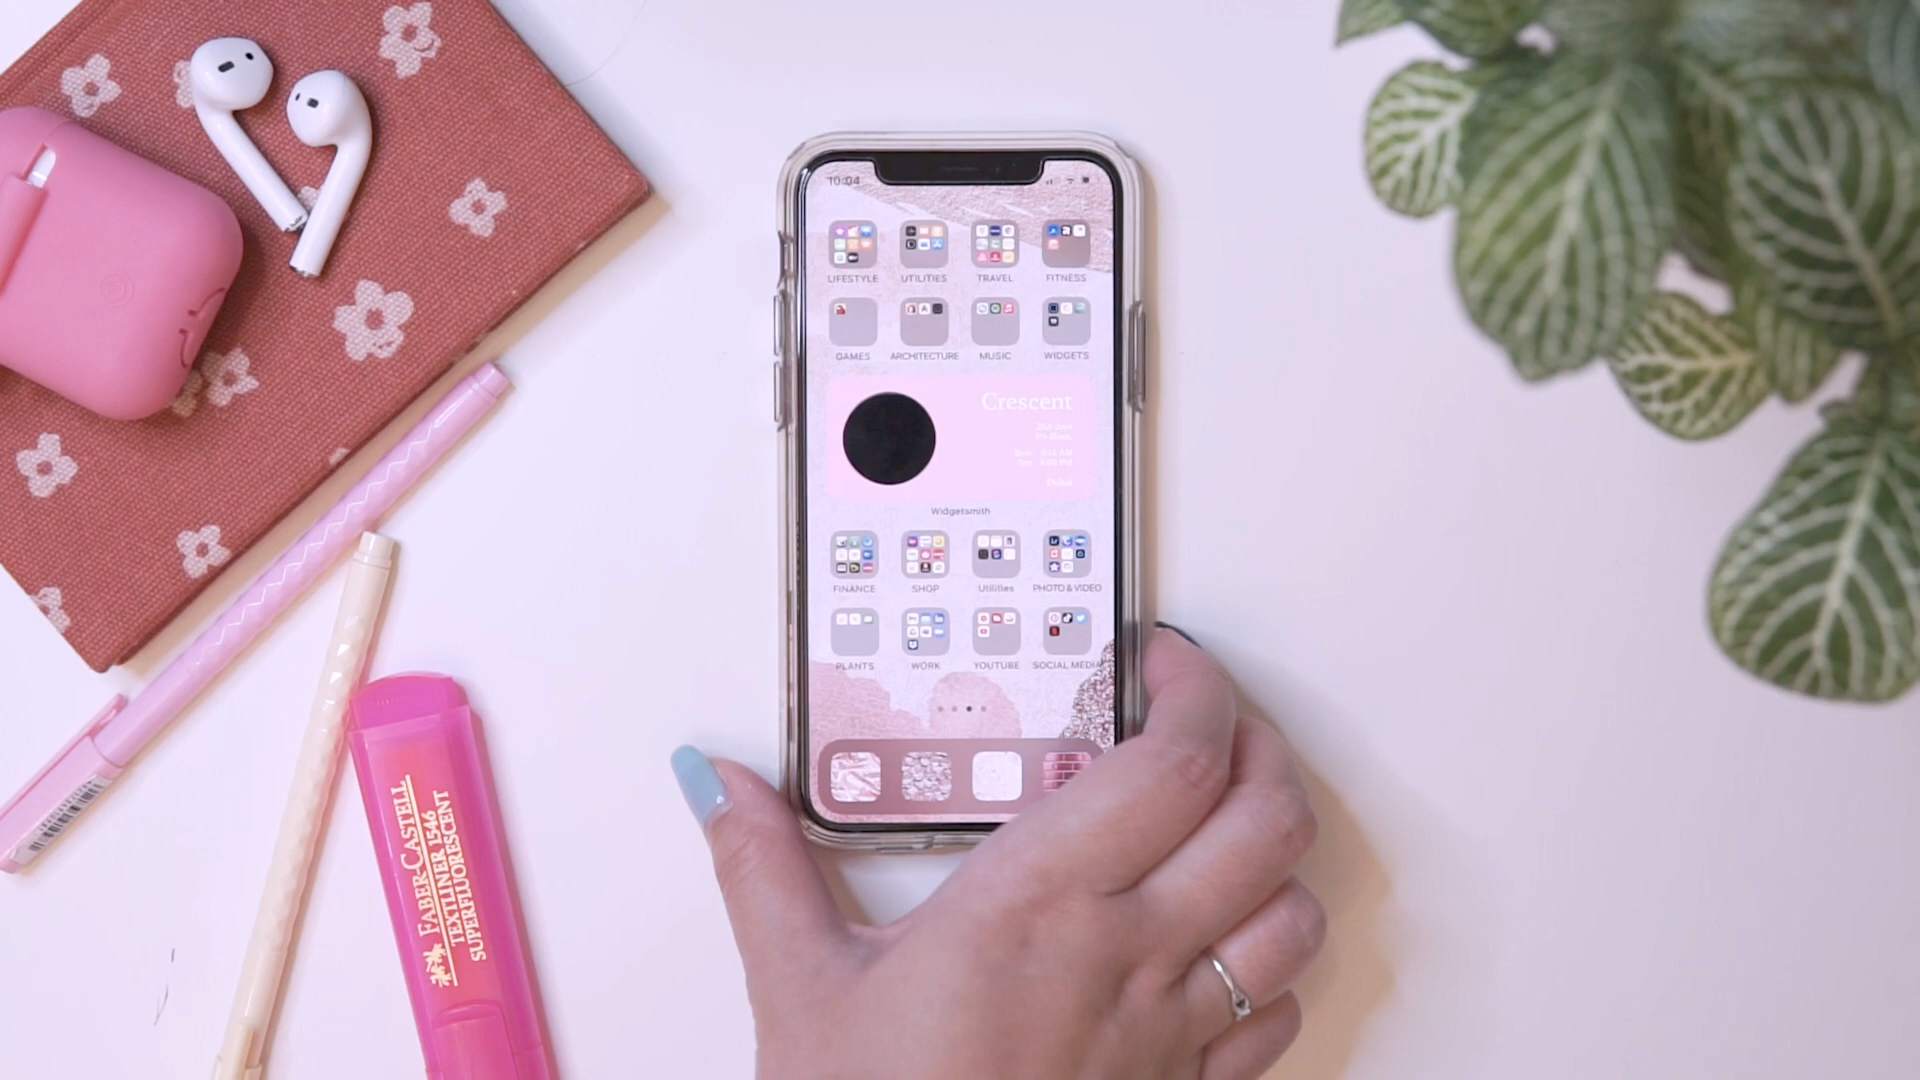 10:04
LIFESTYLE UTILITIES TRAVEL FITNESS
GAMES ARCHITECTURE MUSIC WIDGETS
Crescent
Widgetsmith
FINANCE SHOP Utilities PHOTO & VIDEO
PLANTS WORK YOUTUBE SOCIAL MEDIA
FABER-CASTELL
TEXTLINER 1546
SUPERFLUORESCENT